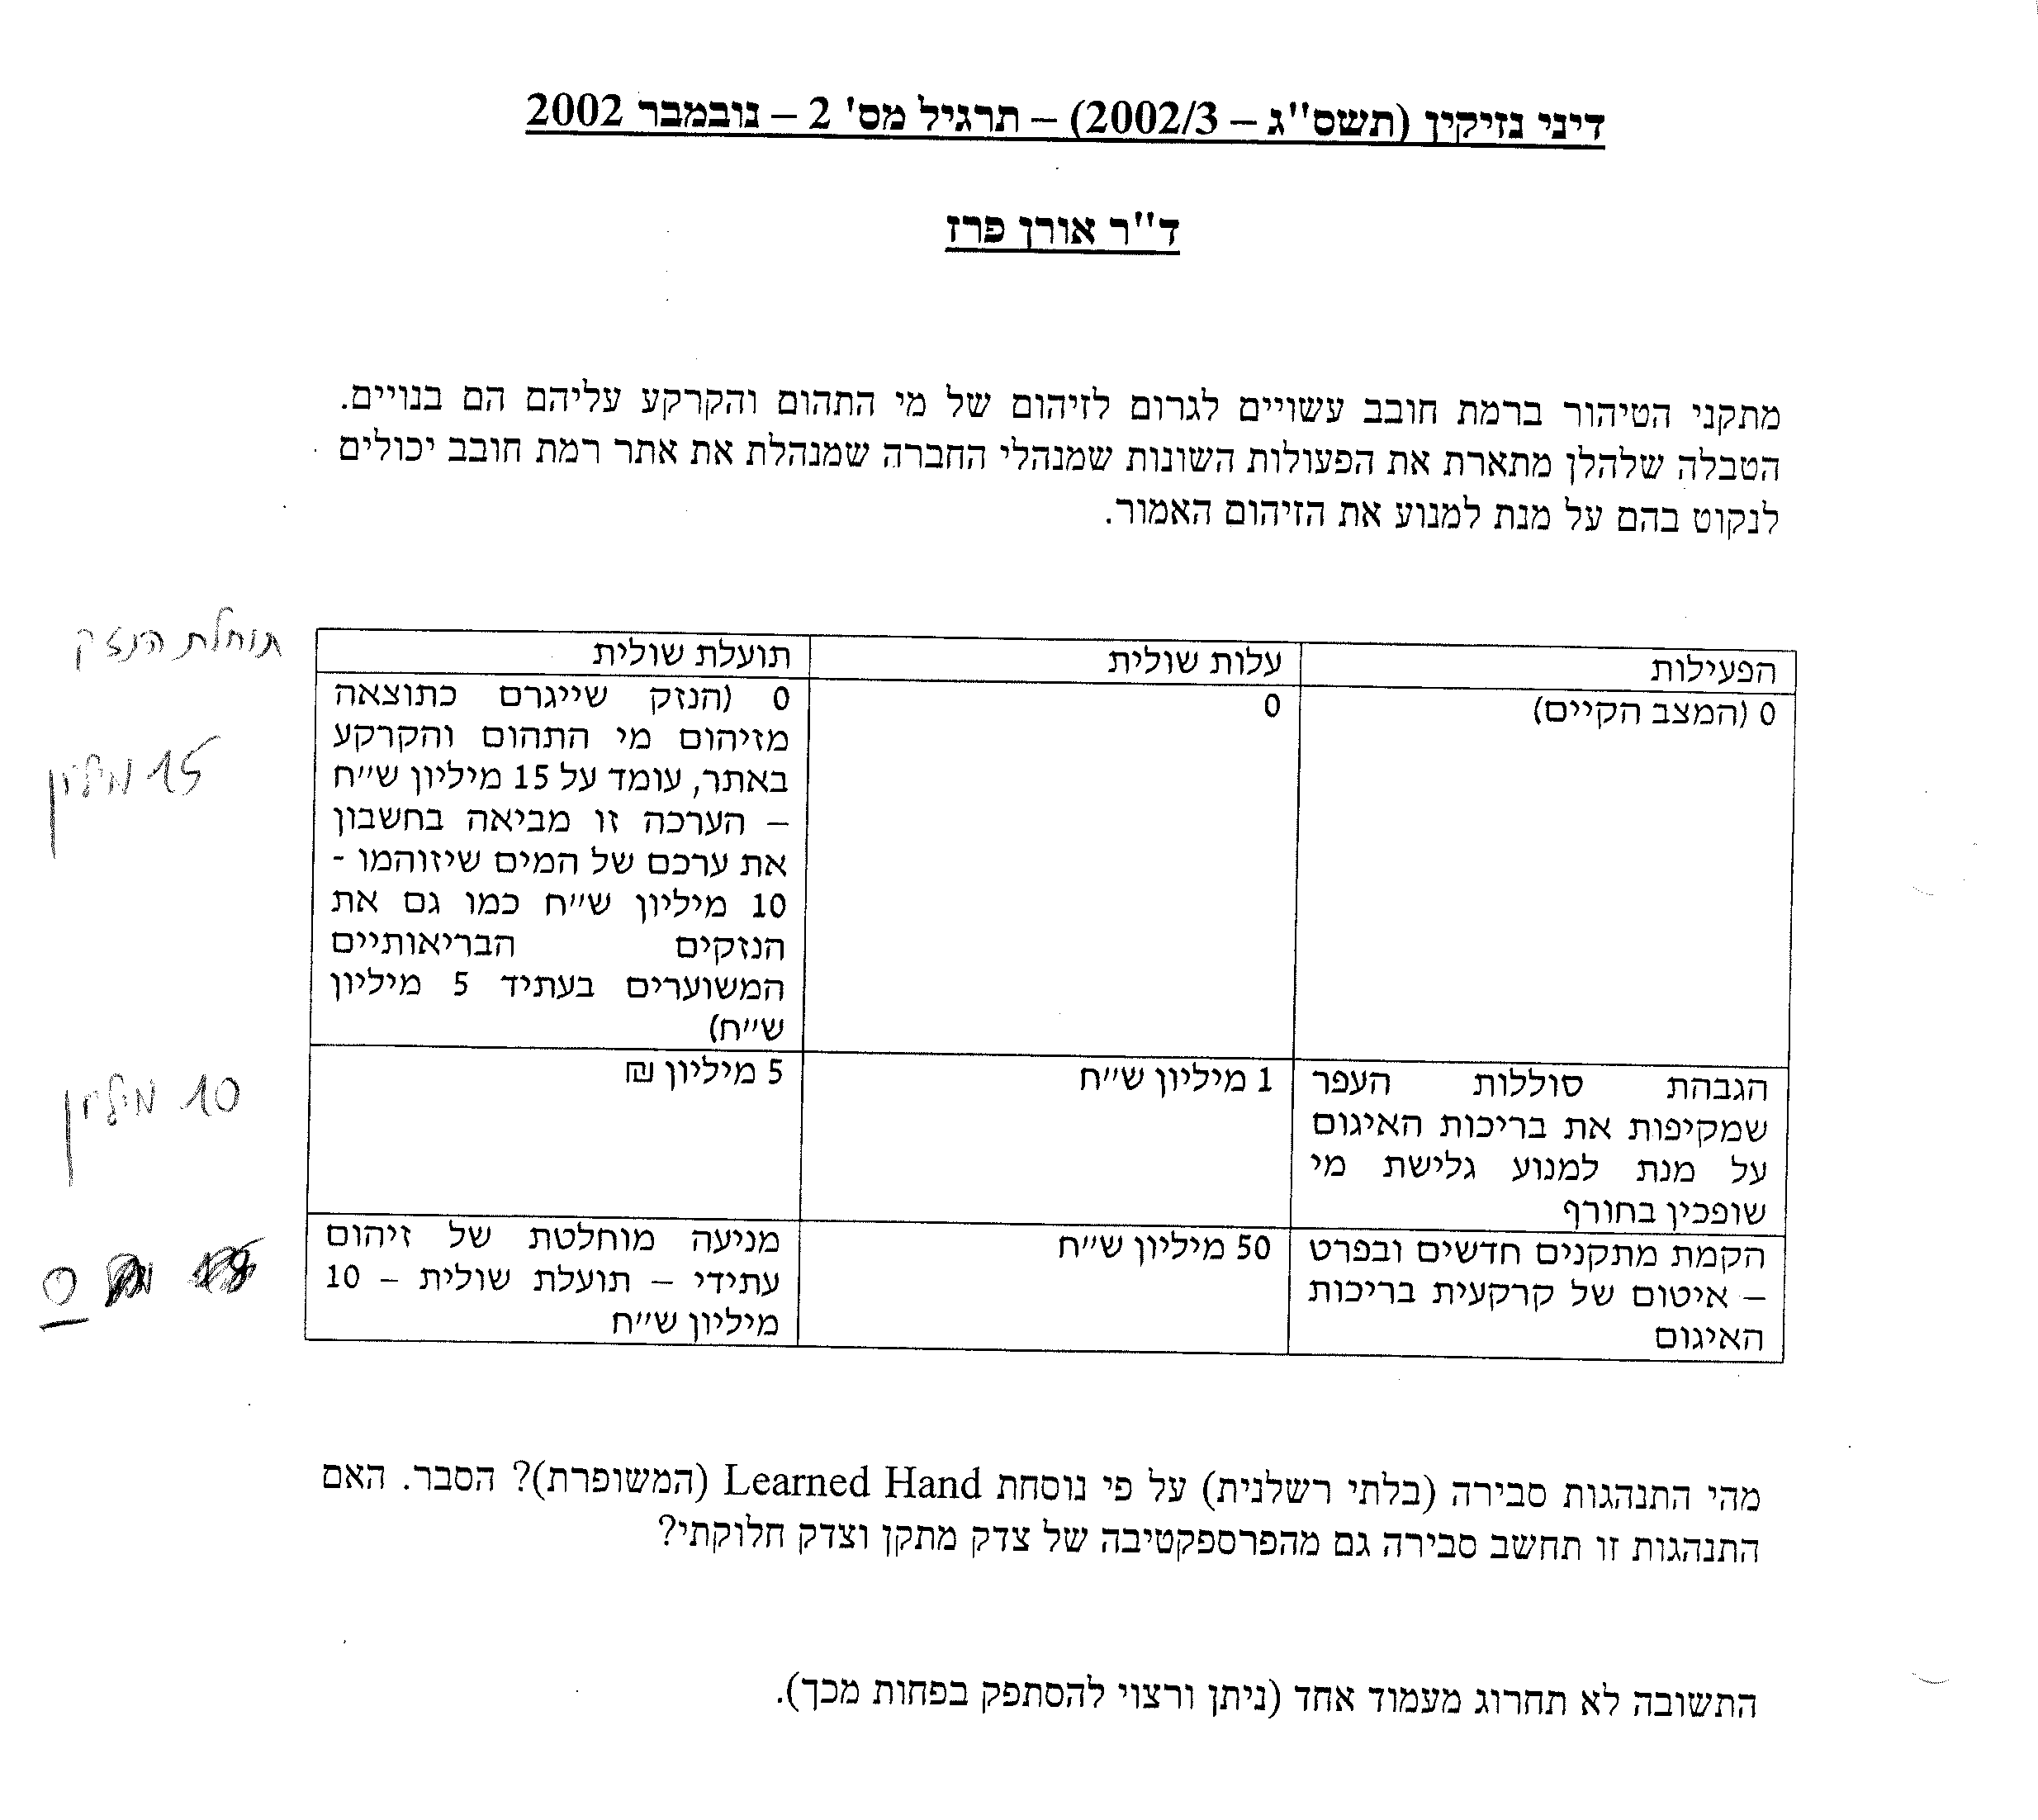 דיני נזיקין (תשס"ג – 2002/3) – תרגיל מס' 2 – נובמבר 2002
ד"ר אורן פרז
מתקני הטיהור ברמת חובב עשויים לגרום לזיהום של מי התהום והקרקע עליהם הם בנויים.
הטבלה שלהלן מתארת את הפעולות השונות שמנהלי החברה שמנהלת את אתר רמת חובב יכולים
לנקוט בהם על מנת למנוע את הזיהום האמור.
הפעילות
עלות שולית
תועלת שולית
תוחלת הנזק
0 (המצב הקיים)
0
0 (הנזק שייגרם כתוצאה
מזיהום מי התהום והקרקע
באתר, עומד על 15 מיליון ש"ח
– הערכה זו מביאה בחשבון
את ערכם של המים שיזוהמו -
10 מיליון ש"ח כמו גם את
הנזקים הבריאותיים
המשוערים בעתיד 5 מיליון
ש"ח)
15 מיליון
הגבהת סוללות העפר
שמקיפות את בריכות האיגום
על מנת למנוע גלישת מי
שופכין בחורף
1 מיליון ש"ח
5 מיליון ₪
10 מיליון
הקמת מתקנים חדשים ובפרט
– איטום של קרקעית בריכות
האיגום
50 מיליון ש"ח
מניעה מוחלטת של זיהום
עתידי – תועלת שולית – 10
מיליון ש"ח
0
מהי התנהגות סבירה (בלתי רשלנית) על פי נוסחת Learned Hand (המשופרת)? הסבר. האם
התנהגות זו תחשב סבירה גם מהפרספקטיבה של צדק מתקן וצדק חלוקתי?
התשובה לא תחרוג מעמוד אחד (ניתן ורצוי להסתפק בפחות מכך).